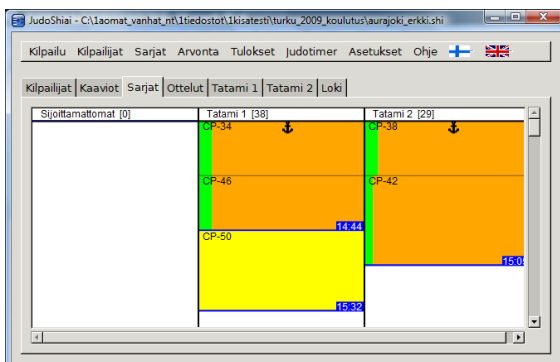 JudoShiai - C:\1aomat_vanhat_nt\1tiedostot\1kisatesti\turku_2009_koulutus\aurajoki_erkki.shi
Kilpailu Kilpailijat Sarjat Arvonta Tulokset Judotimer Asetukset Ohje
Kilpailijat Kaaviot Sarjat Ottelut Tatami 1 Tatami 2 Loki
Sijoittamattomat [0] Tatami 1 [38] Tatami 2 [29]
CP-34 CP-38
CP-46 CP-42
14:44
CP-50
15:32